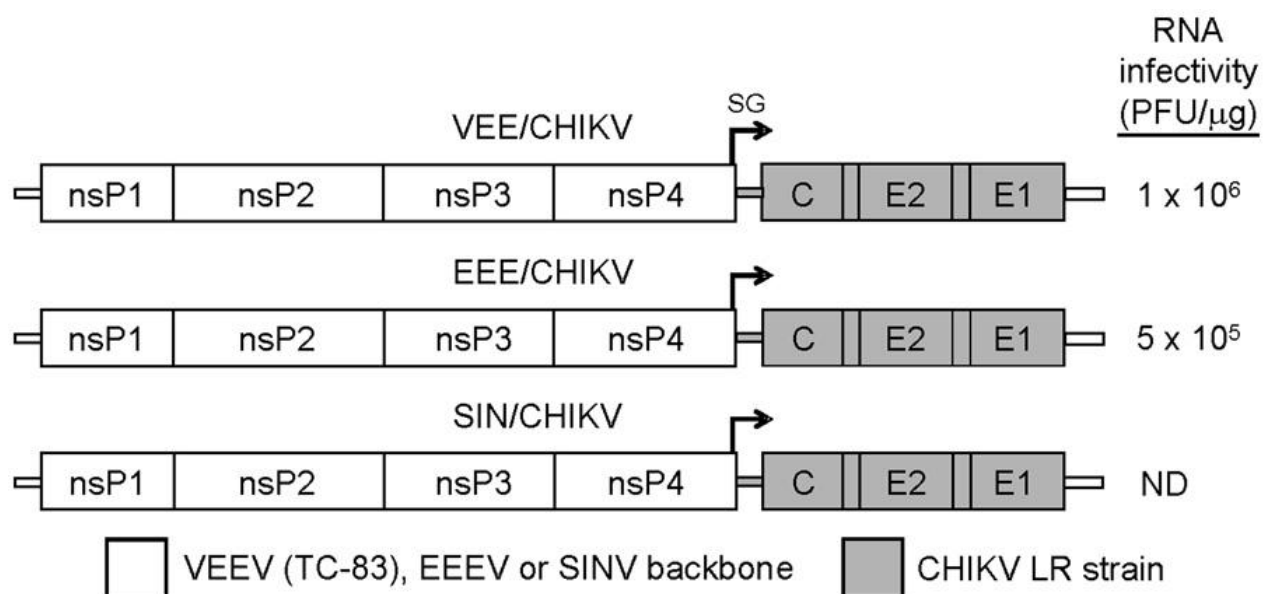 RNA
infectivity
(PFU/μg)
SG
VEE/CHIKV
nsP1 nsP2 nsP3 nsP4 C E2 E1 1 x 10⁶
EEE/CHIKV
nsP1 nsP2 nsP3 nsP4 C E2 E1 5 x 10⁵
SIN/CHIKV
nsP1 nsP2 nsP3 nsP4 C E2 E1 ND
VEEV (TC-83), EEEV or SINV backbone CHIKV LR strain